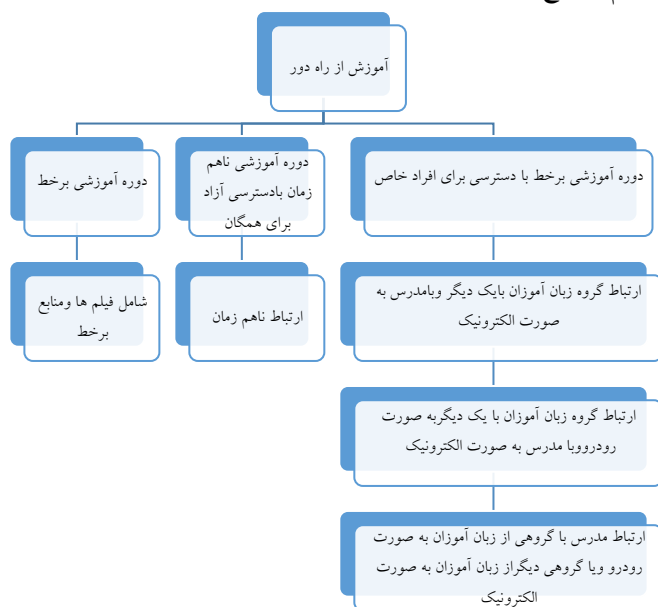 آموزش از راه دور
دوره آموزشی برخط با دسترسی برای افراد خاص
دوره آموزشی ناهم
زمان بادسترسی آزاد
برای همگان
دوره آموزشی برخط
ارتباط گروه زبان آموزان بایک دیگر وبامدرس به
صورت الکترونیک
ارتباط ناهم زمان
شامل فیلم ها ومنابع
برخط
ارتباط گروه زبان آموزان با یک دیگربه صورت
رودررووبا مدرس به صورت الکترونیک
ارتباط مدرس با گروهی از زبان آموزان به صورت
رودرو ویا گروهی دیگراز زبان آموزان به صورت
الکترونیک